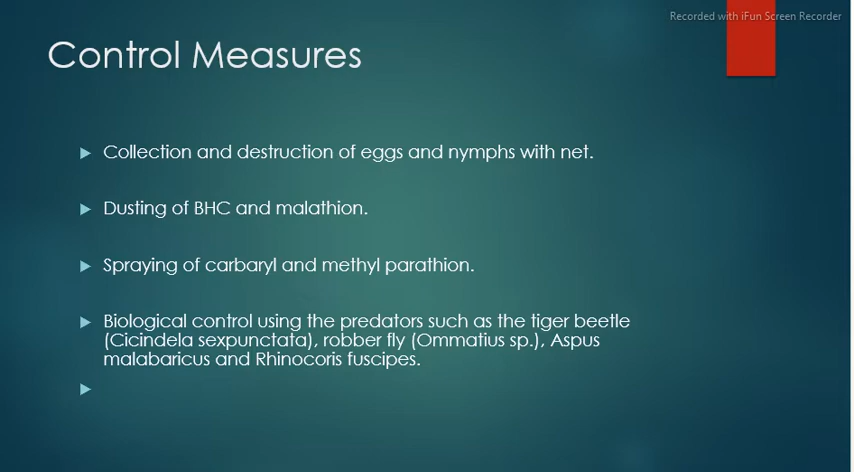 Recorded with iFun Screen Recorder
Control Measures
Collection and destruction of eggs and nymphs with net.
Dusting of BHC and malathion.
Spraying of carbaryl and methyl parathion.
Biological control using the predators such as the tiger beetle
(Cicindela sexpunctata), robber fly (Ommatius sp.), Aspus
malabaricus and Rhinocoris fuscipes.